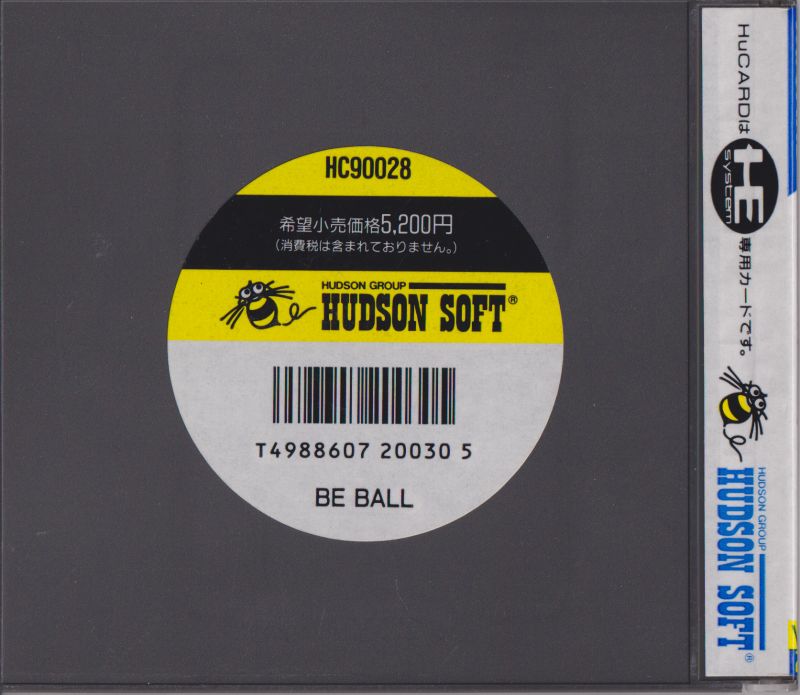 HC90028
希望小売価格5,200円
(消費税は含まれておりません。)
HUDSON GROUP
HUDSON SOFT®
T4988607 20030 5
BE BALL
HuCARDは
HE
system
専用カードです。
HUDSON GROUP
HUDSON SOFT®